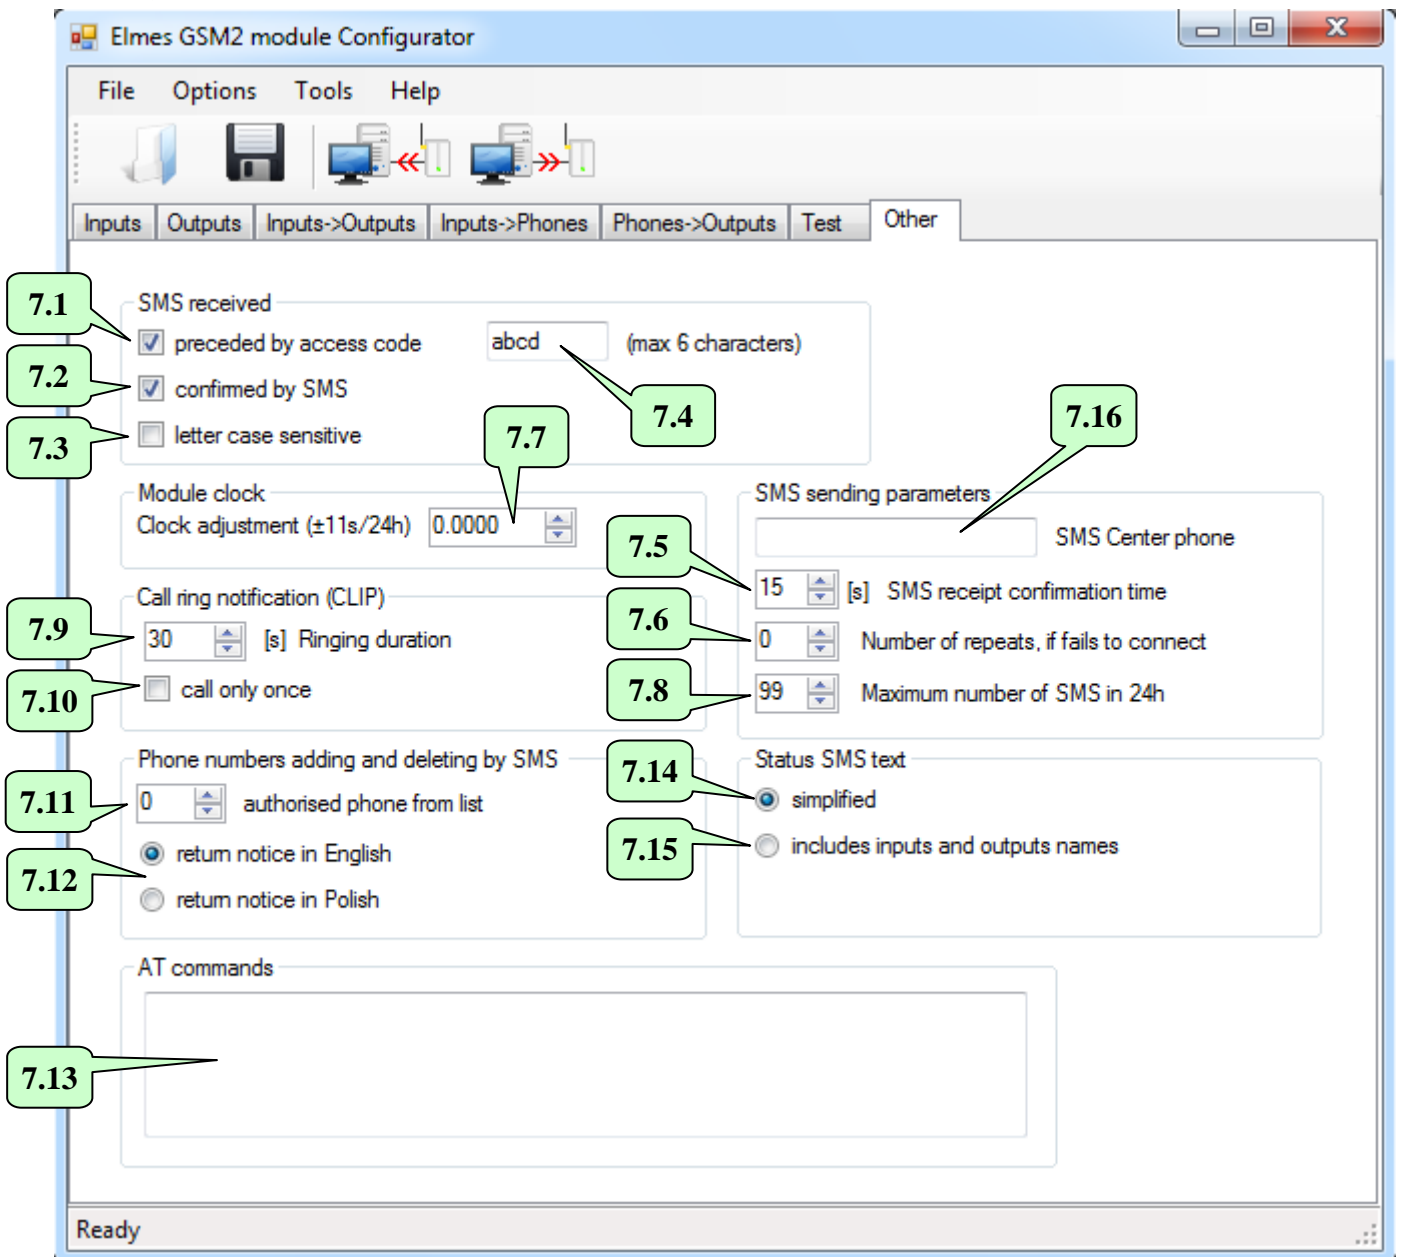 Elmes GSM2 module Configurator
File Options Tools Help
Inputs Outputs Inputs->Outputs Inputs->Phones Phones->Outputs Test Other
SMS received
7.1
preceded by access code abcd (max 6 characters)
7.2
confirmed by SMS
7.4
7.16
7.3
letter case sensitive
7.7
Module clock
Clock adjustment (±11s/24h) 0.0000
SMS sending parameters
SMS Center phone
7.5
15 [s] SMS receipt confirmation time
7.6
0 Number of repeats, if fails to connect
7.8
99 Maximum number of SMS in 24h
Call ring notification (CLIP)
7.9
30 [s] Ringing duration
7.10
call only once
Phone numbers adding and deleting by SMS
7.11
0 authorised phone from list
return notice in English
7.12
return notice in Polish
Status SMS text
7.14
simplified
7.15
includes inputs and outputs names
AT commands
7.13
Ready